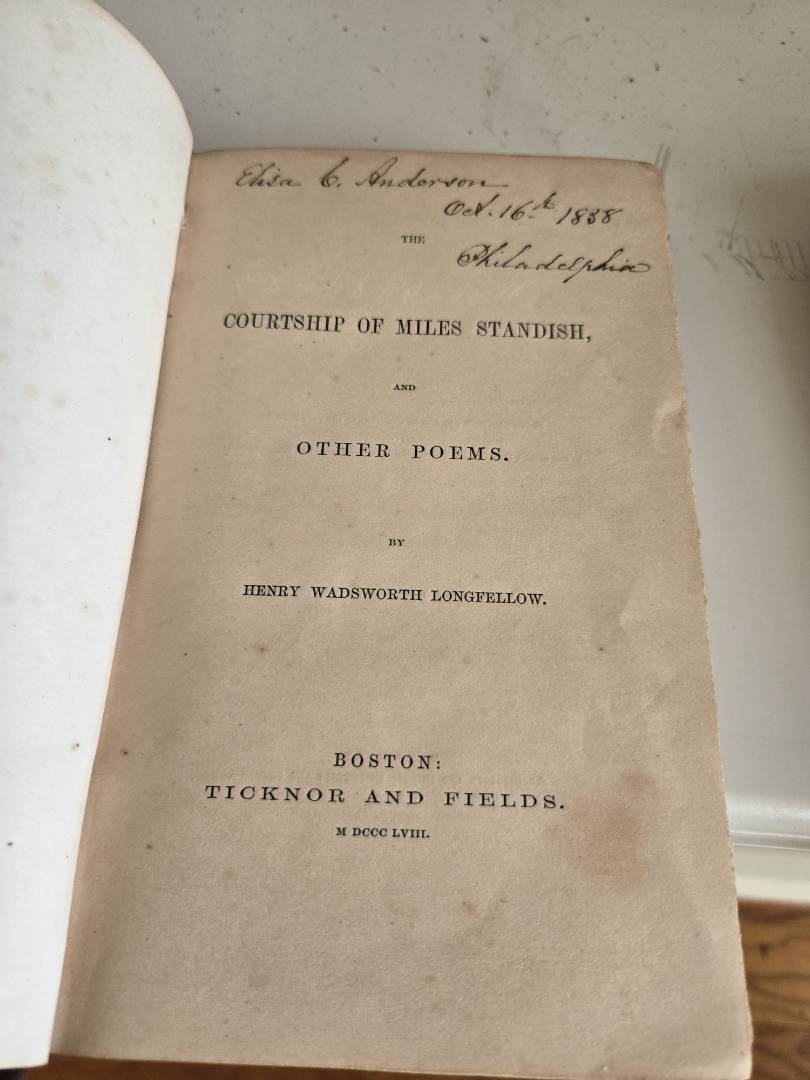 Elisa C. Anderson
Oct. 16th 1838
Philadelphia
THE
COURTSHIP OF MILES STANDISH,
AND
OTHER POEMS.
BY
HENRY WADSWORTH LONGFELLOW.
BOSTON:
TICKNOR AND FIELDS.
M DCCC LVIII.